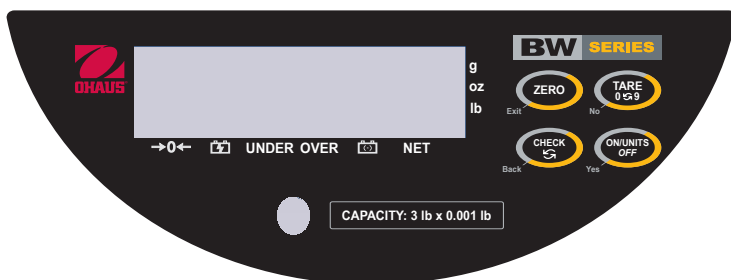 OHAUS
g
oz
lb
→0← UNDER OVER NET
BW SERIES
ZERO
Exit
TARE
0 9
No
CHECK
Back
ON/UNITS
OFF
Yes
CAPACITY: 3 lb x 0.001 lb